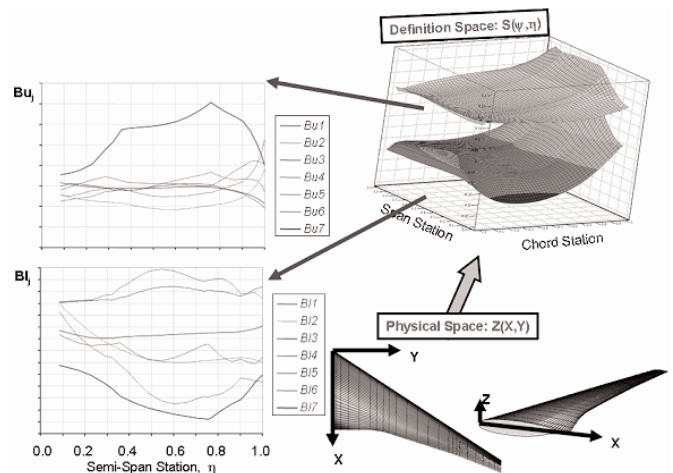 Definition Space: S(ψ,η)
Bu_j
Bu1
Bu2
Bu3
Bu4
Bu5
Bu6
Bu7
Span Station
Chord Station
Bl_j
Bl1
Bl2
Bl3
Bl4
Bl5
Bl6
Bl7
Physical Space: Z(X,Y)
Y
X
Z
X
0.0 0.2 0.4 0.6 0.8 1.0
Semi-Span Station, η